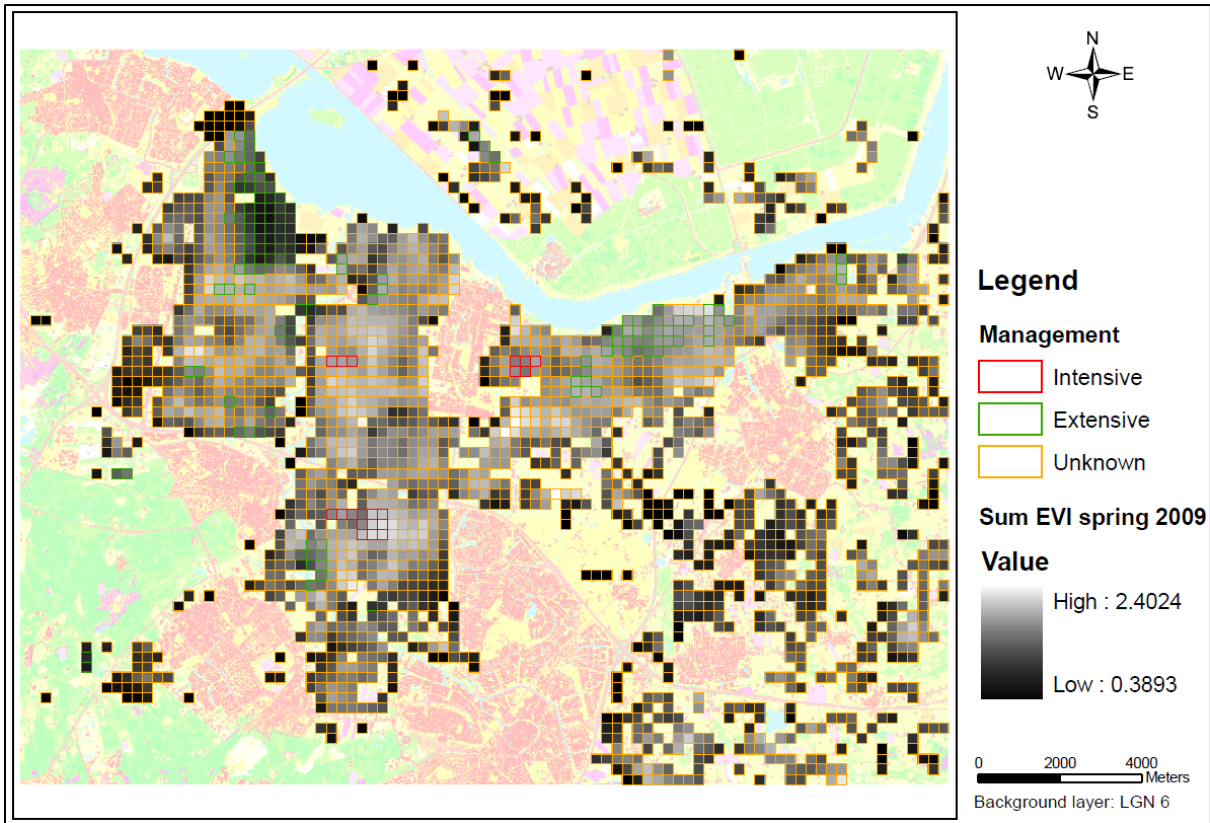 N
W E
S
Legend
Management
Intensive
Extensive
Unknown
Sum EVI spring 2009
Value
High : 2.4024
Low : 0.3893
0 2000 4000
Meters
Background layer: LGN 6